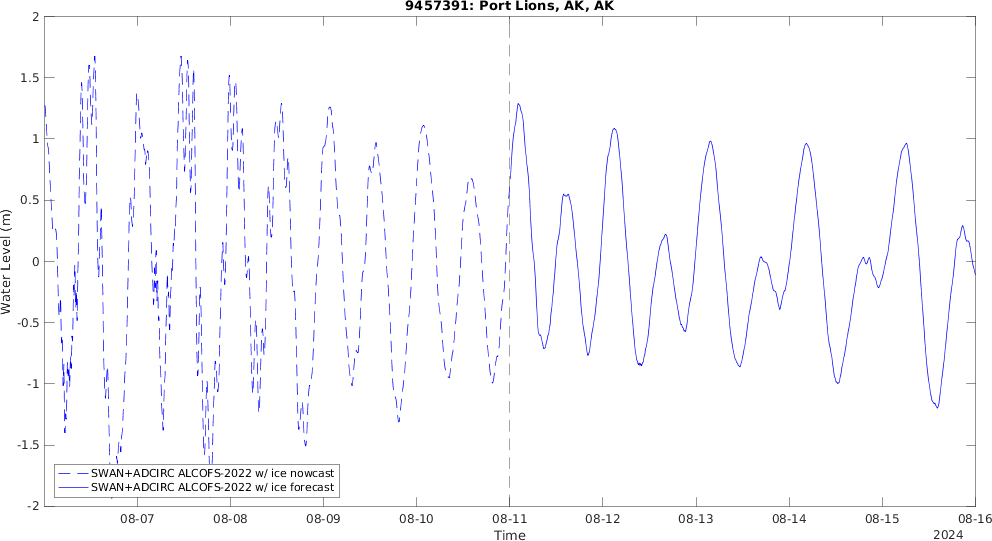 9457391: Port Lions, AK, AK
Water Level (m)
2
1.5
1
0.5
0
-0.5
-1
-1.5
-2
SWAN+ADCIRC ALCOFS-2022 w/ ice nowcast
SWAN+ADCIRC ALCOFS-2022 w/ ice forecast
08-07 08-08 08-09 08-10 08-11 08-12 08-13 08-14 08-15 08-16
Time
2024